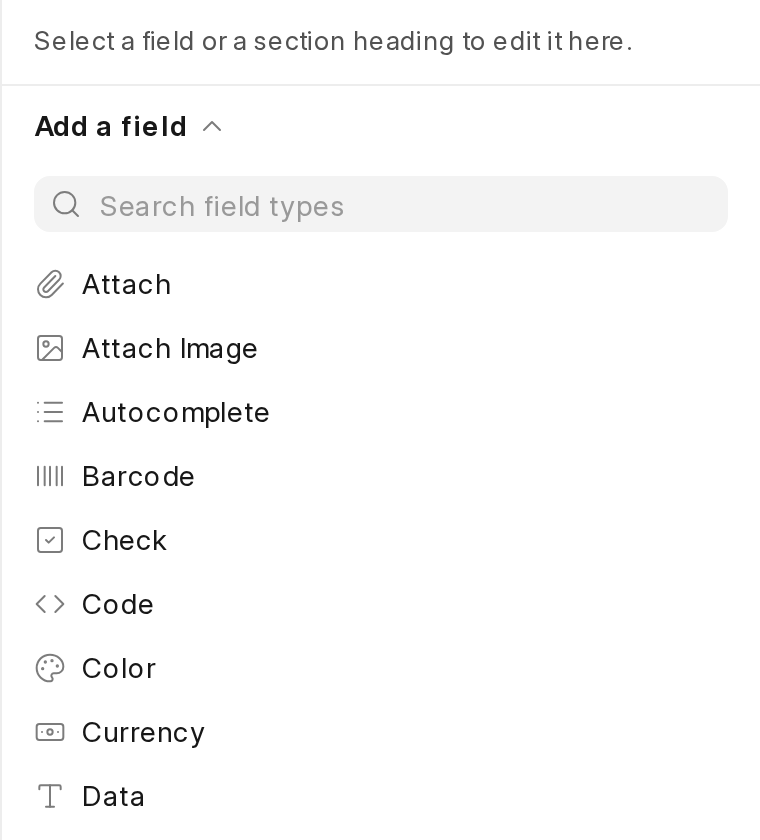 Select a field or a section heading to edit it here.
Add a field
Search field types
Attach
Attach Image
Autocomplete
Barcode
Check
Code
Color
Currency
Data